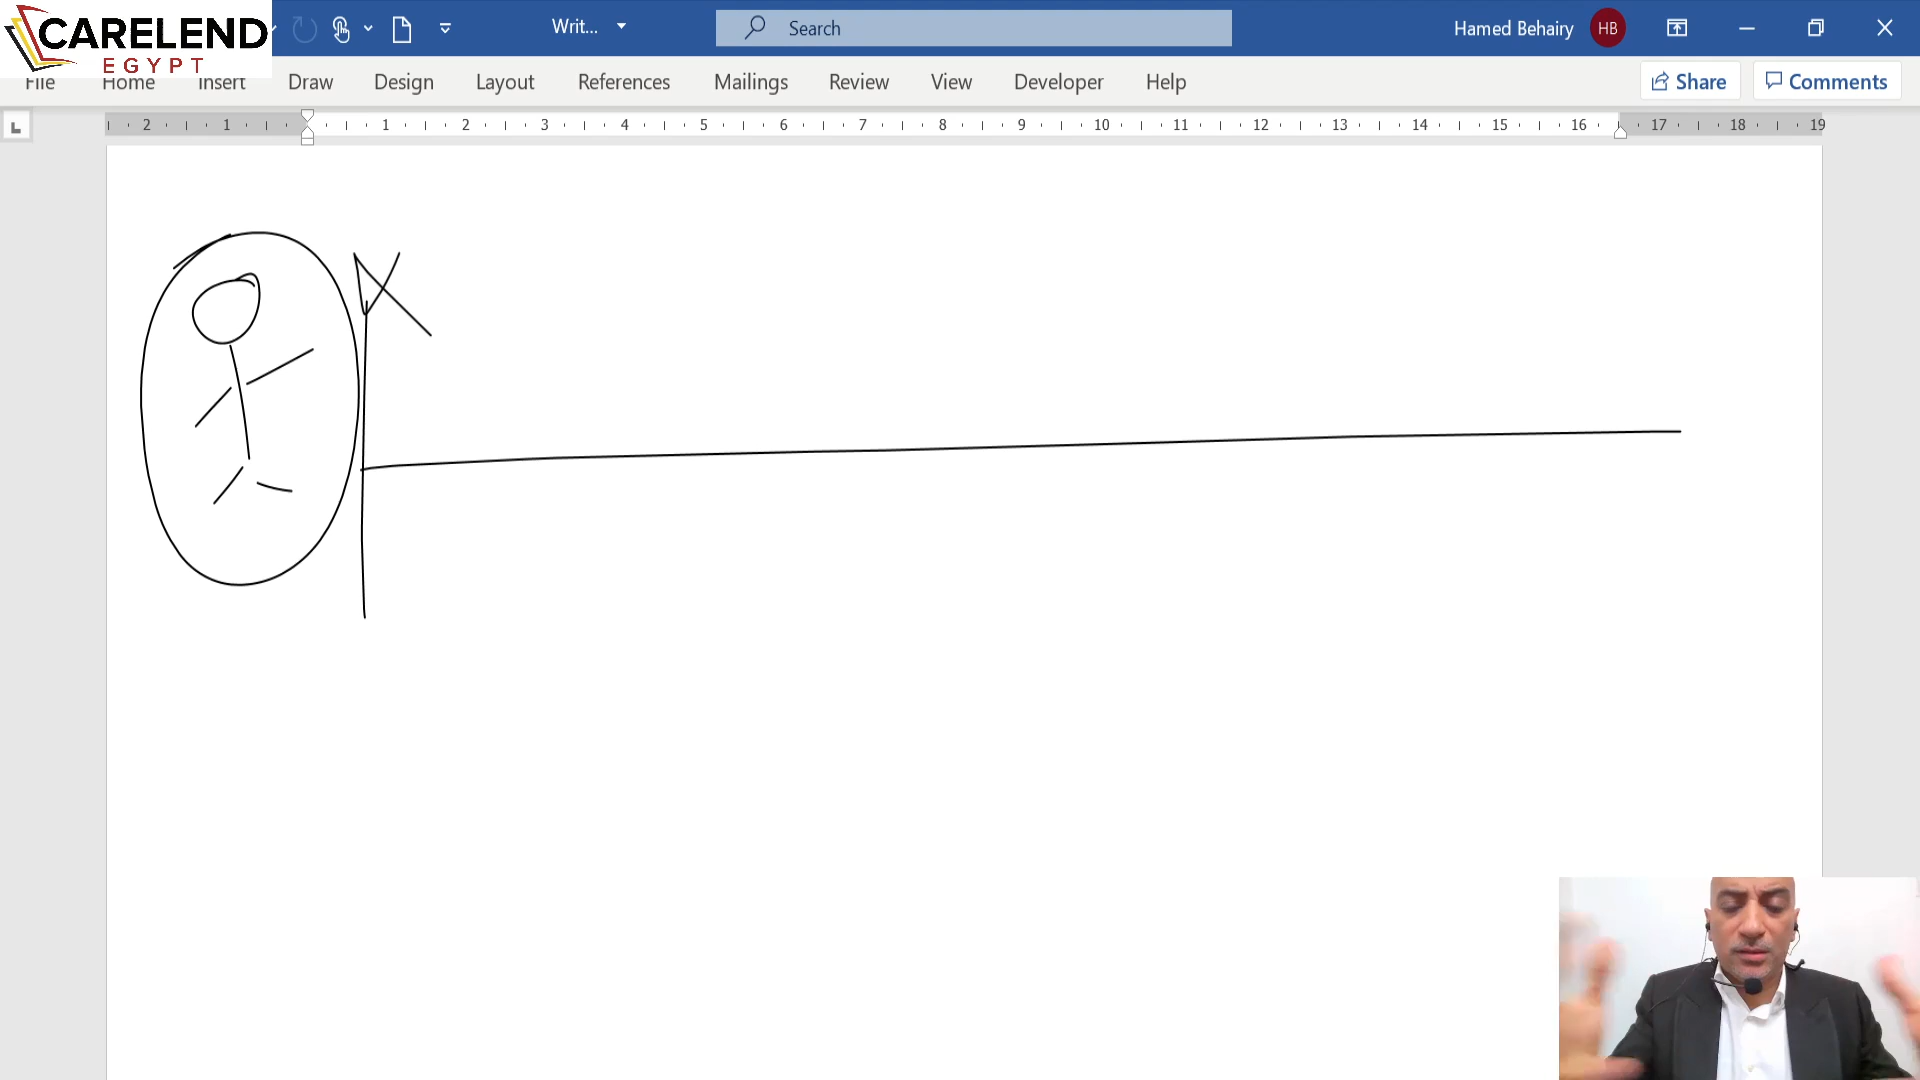 CARELEND
EGYPT
Writ...
Search
Hamed Behairy
HB
File
Home
Insert
Draw
Design
Layout
References
Mailings
Review
View
Developer
Help
Share
Comments
2 1 1 2 3 4 5 6 7 8 9 10 11 12 13 14 15 16 17 18 19